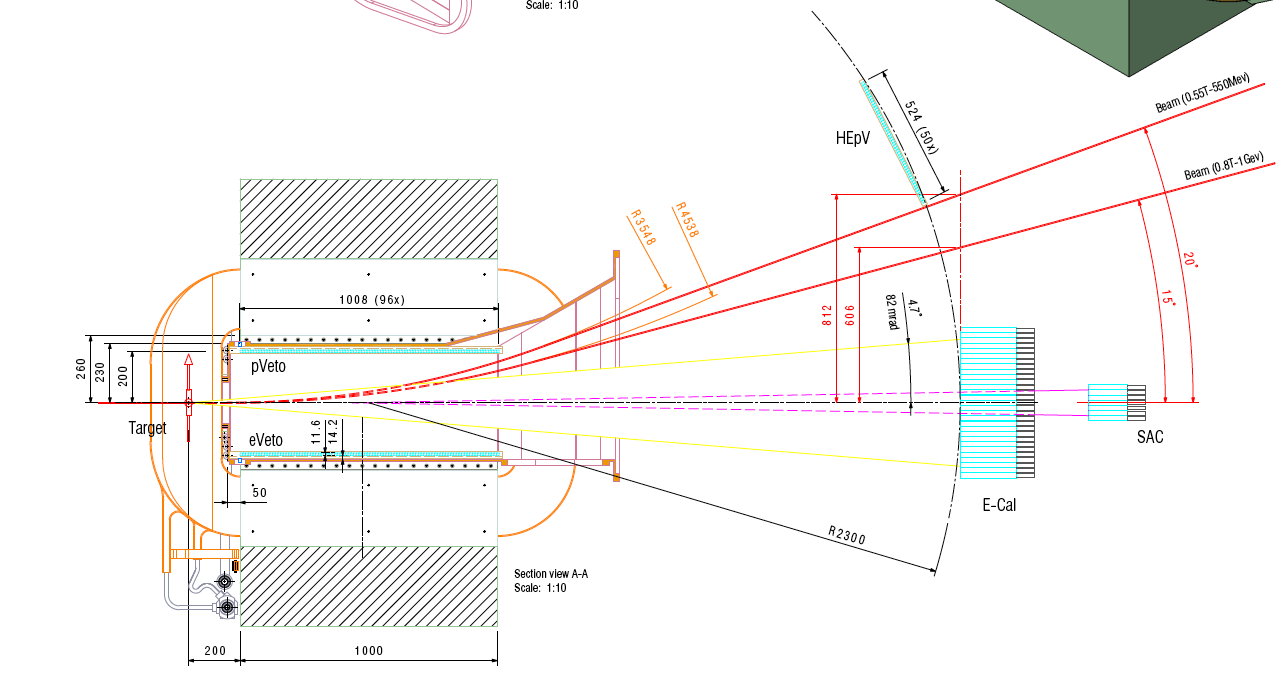 Scale: 1:10
Beam (0.55T-550Mev)
524 (50x)
HEpV
Beam (0.8T-1Gev)
R3548
R4538
20°
15°
1008 (96x)
812
606
4,7°
82 mrad
260
230
200
pVeto
Target
eVeto
11.6
14.2
SAC
50
E-Cal
R2300
Section view A-A
Scale: 1:10
200
1000